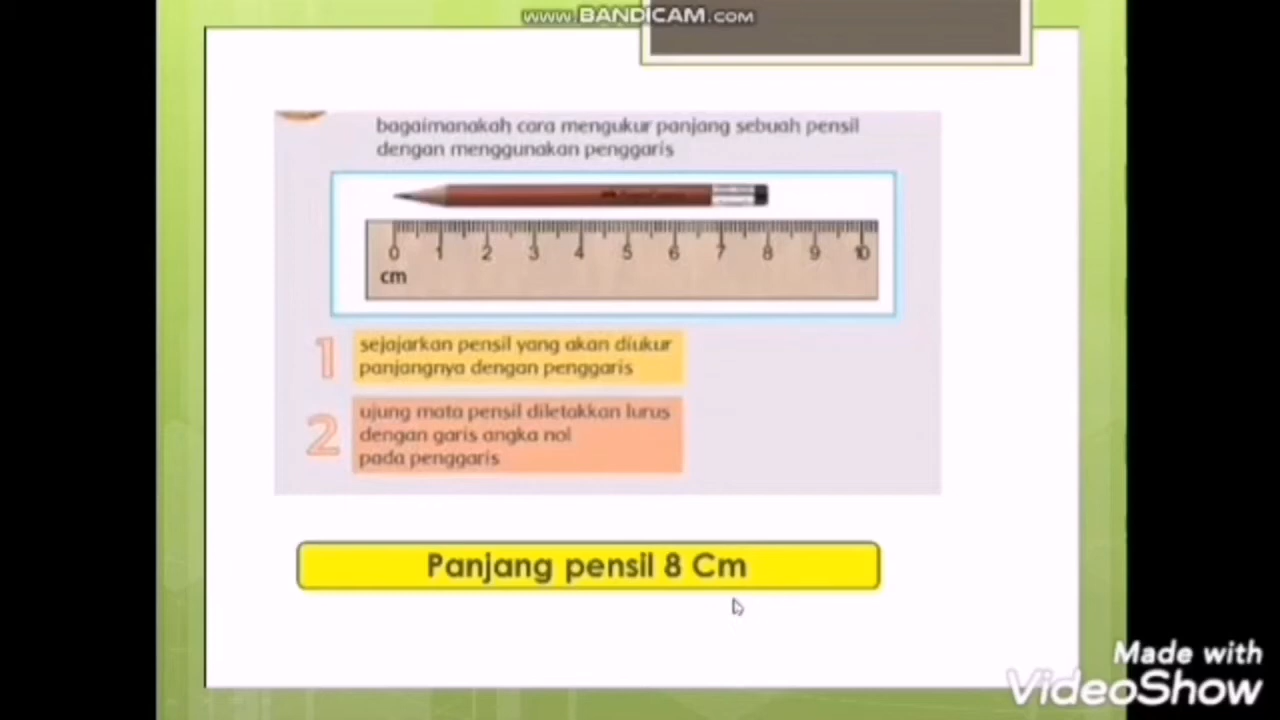 www.BANDICAM.com
bagaimanakah cara mengukur panjang sebuah pensil
dengan menggunakan penggaris
0 1 2 3 4 5 6 7 8 9 10
cm
1
sejajarkan pensil yang akan diukur
panjangnya dengan penggaris
2
ujung mata pensil diletakkan lurus
dengan garis angka nol
pada penggaris
Panjang pensil 8 Cm
Made with
VideoShow